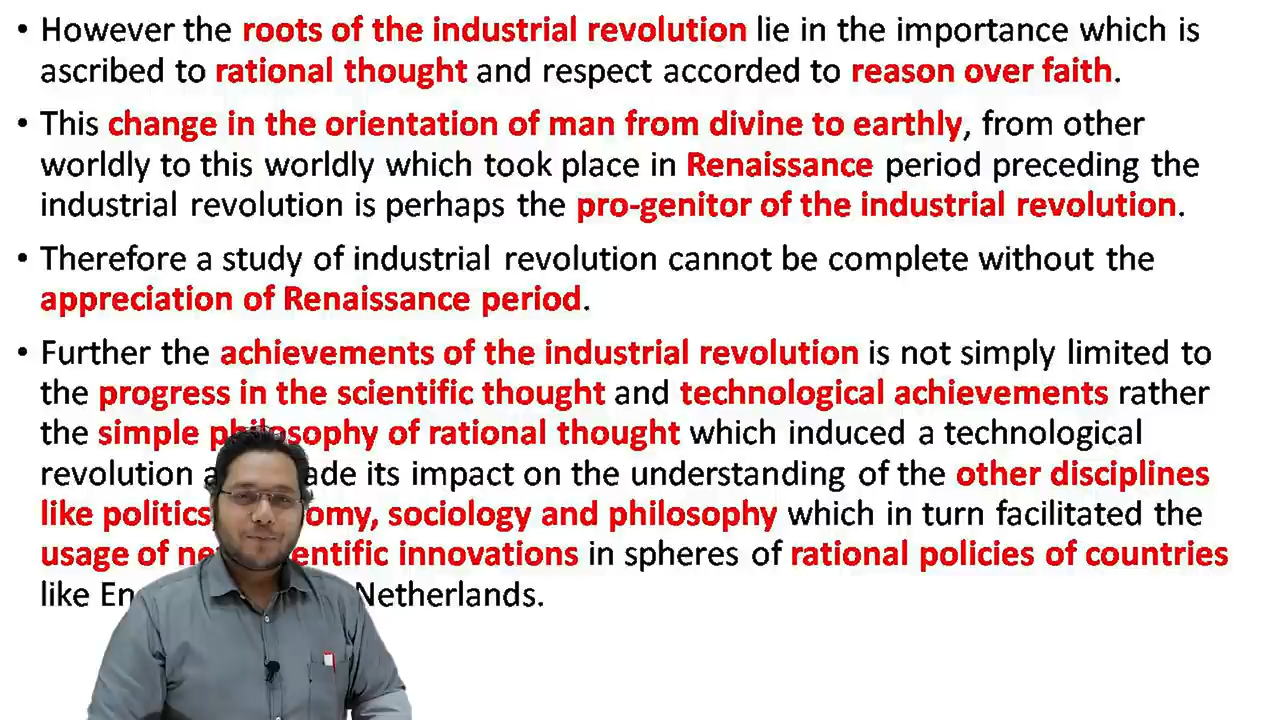 • However the roots of the industrial revolution lie in the importance which is
ascribed to rational thought and respect accorded to reason over faith.
• This change in the orientation of man from divine to earthly, from other
worldly to this worldly which took place in Renaissance period preceding the
industrial revolution is perhaps the pro-genitor of the industrial revolution.
• Therefore a study of industrial revolution cannot be complete without the
appreciation of Renaissance period.
• Further the achievements of the industrial revolution is not simply limited to
the progress in the scientific thought and technological achievements rather
the simple philosophy of rational thought which induced a technological
revolution its impact on the understanding of the other disciplines
like politics sociology and philosophy which in turn facilitated the
usage of innovations in spheres of rational policies of countries
like Netherlands.